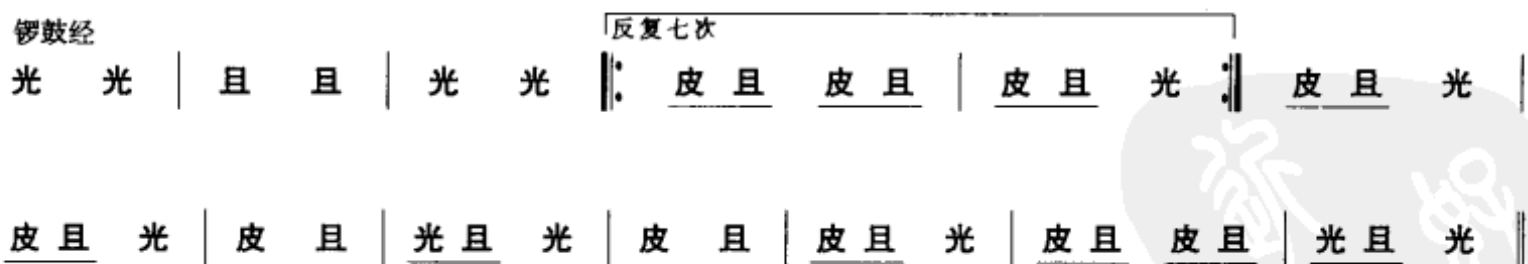 反复七次
锣鼓经
光 光 | 且 且 | 光 光 ‖: 皮 且 皮 且 | 皮 且 光 :‖ 皮 且 光 |
皮 且 光 | 皮 且 | 光 且 光 | 皮 且 | 皮 且 光 | 皮 且 皮 且 | 光 且 光 ‖